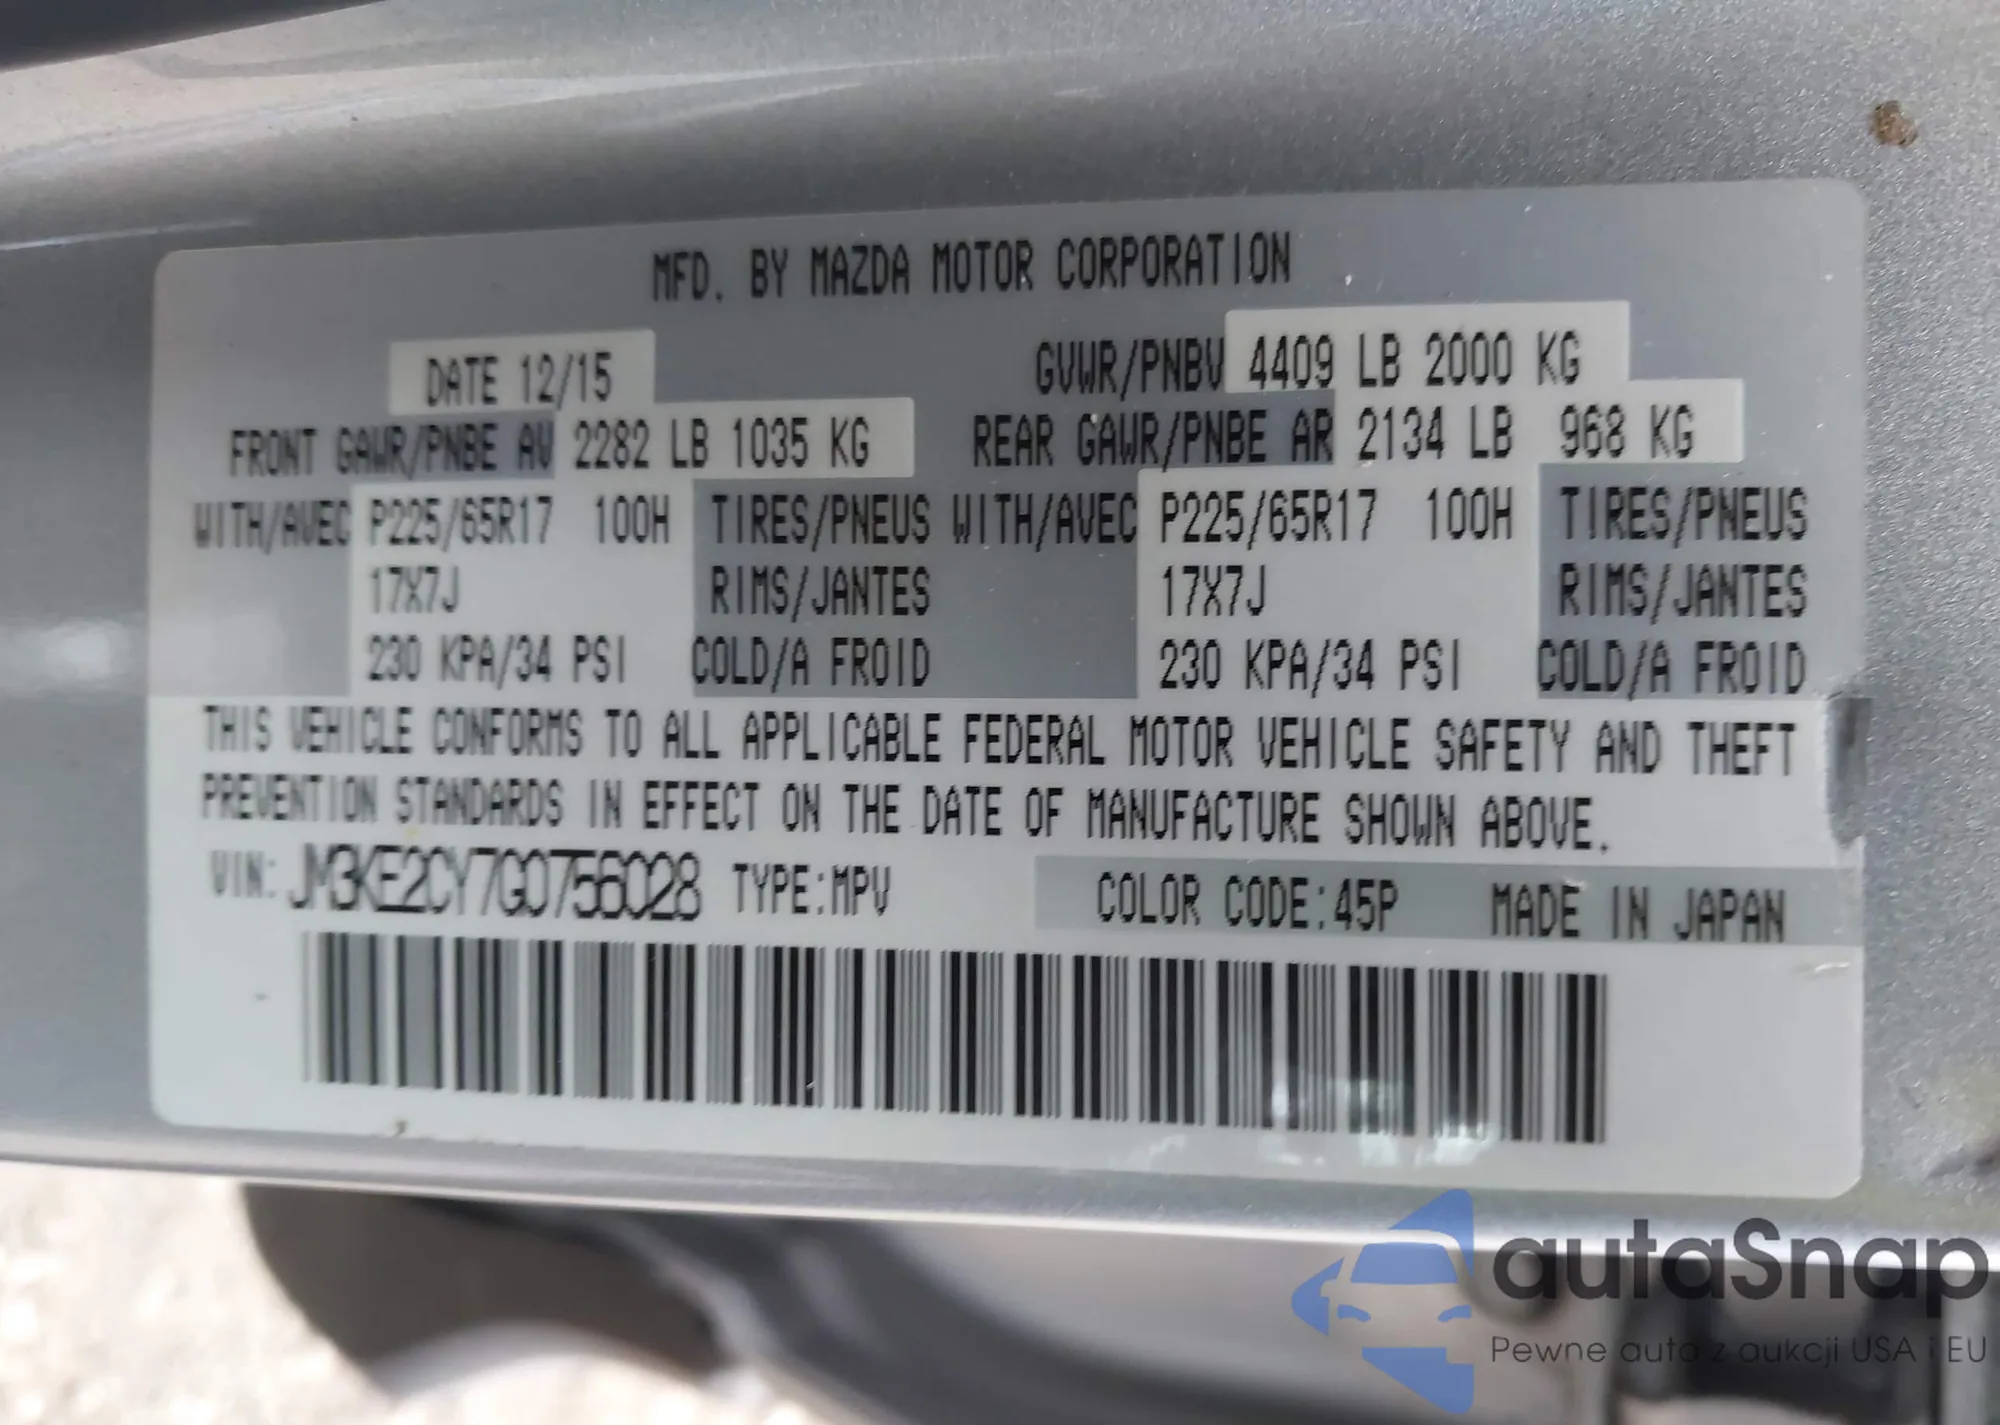 MFD. BY MAZDA MOTOR CORPORATION
DATE 12/15 GVWR/PNBV 4409 LB 2000 KG
FRONT GAWR/PNBE AV 2282 LB 1035 KG REAR GAWR/PNBE AR 2134 LB 968 KG
WITH/AVEC P225/65R17 100H TIRES/PNEUS WITH/AVEC P225/65R17 100H TIRES/PNEUS
17X7J RIMS/JANTES 17X7J RIMS/JANTES
230 KPA/34 PSI COLD/A FROID 230 KPA/34 PSI COLD/A FROID
THIS VEHICLE CONFORMS TO ALL APPLICABLE FEDERAL MOTOR VEHICLE SAFETY AND THEFT
PREVENTION STANDARDS IN EFFECT ON THE DATE OF MANUFACTURE SHOWN ABOVE.
VIN: JM3KE2CY7G0756028 TYPE:MPV COLOR CODE:45P MADE IN JAPAN
autaSnap
Pewne auta z aukcji USA i EU